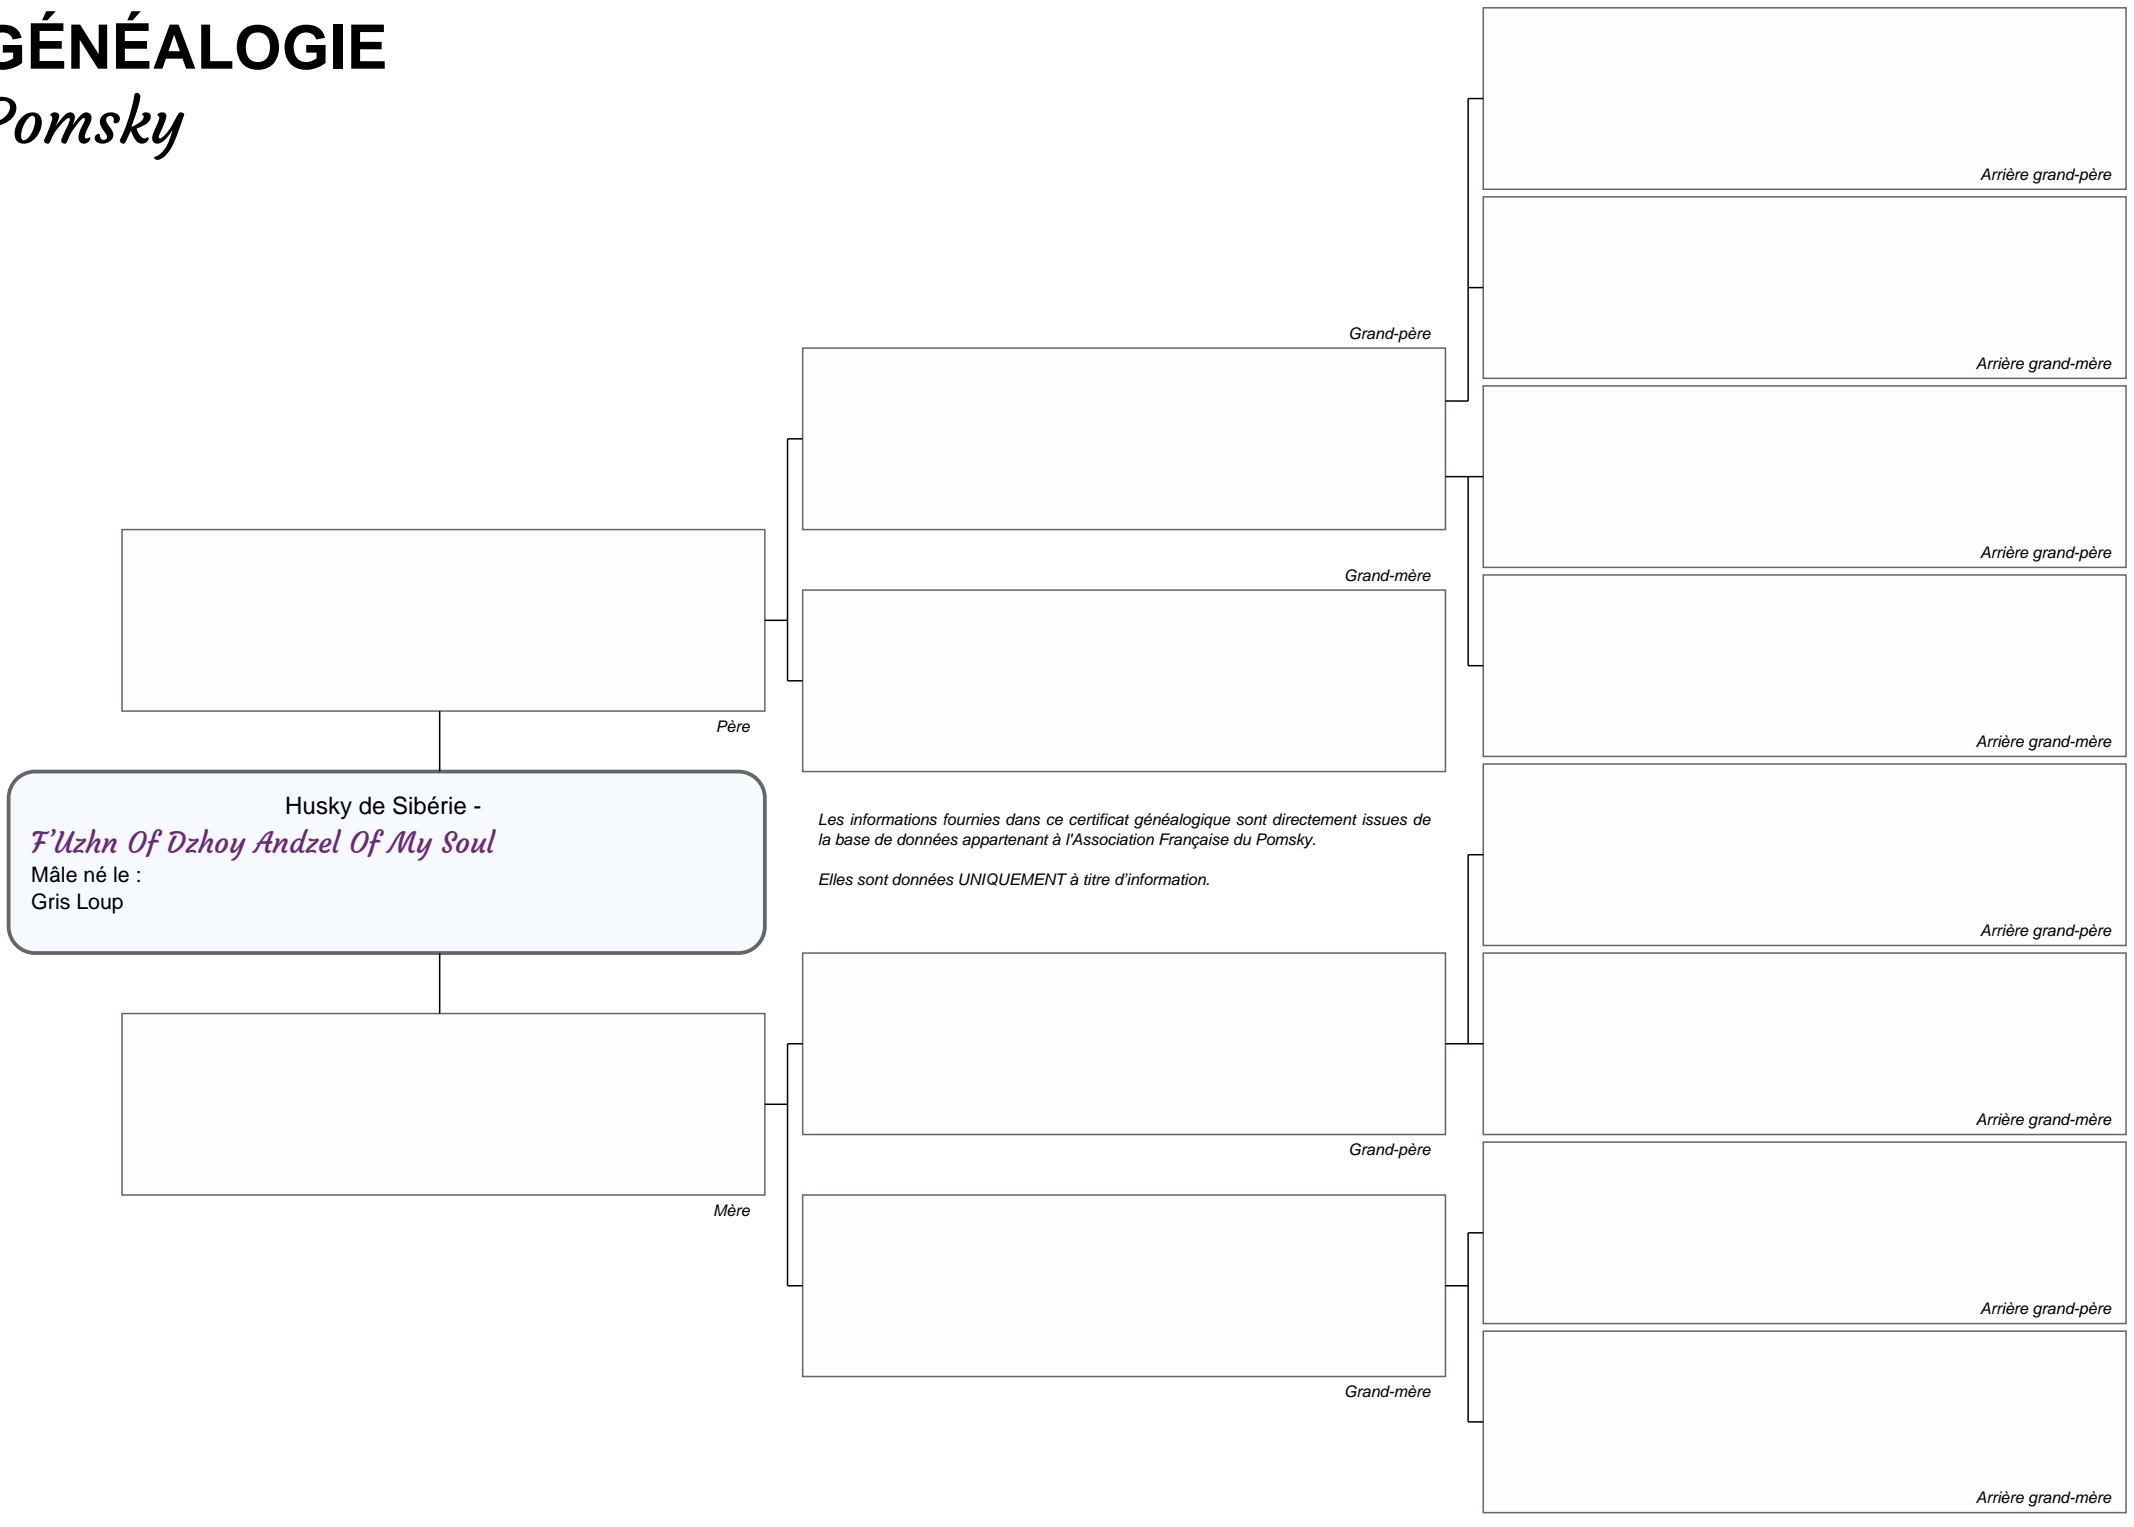 GÉNÉALOGIE
Pomsky
Arrière grand-père
Arrière grand-mère
Grand-père
Arrière grand-père
Grand-mère
Arrière grand-mère
Père
Husky de Sibérie -
F'Uzhn Of Dzhoy Andzel Of My Soul
Mâle né le :
Gris Loup
Les informations fournies dans ce certificat généalogique sont directement issues de
la base de données appartenant à l'Association Française du Pomsky.
Elles sont données UNIQUEMENT à titre d'information.
Arrière grand-père
Arrière grand-mère
Grand-père
Mère
Arrière grand-père
Grand-mère
Arrière grand-mère